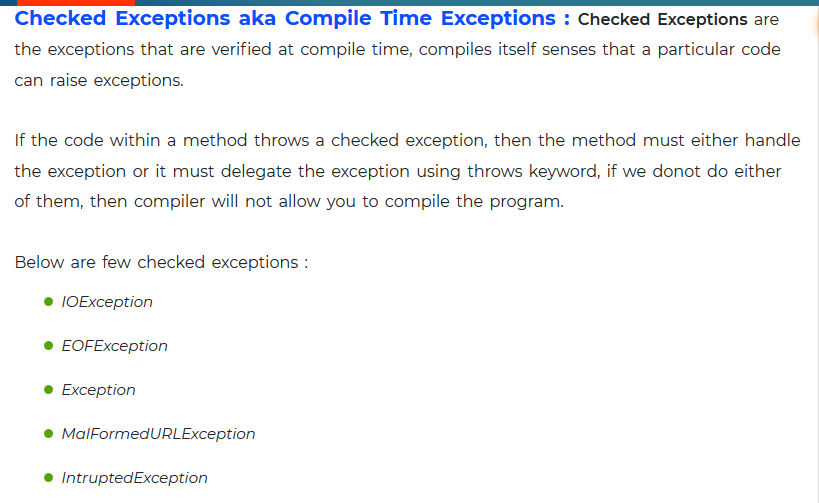 Checked Exceptions aka Compile Time Exceptions : Checked Exceptions are
the exceptions that are verified at compile time, compiles itself senses that a particular code
can raise exceptions.
If the code within a method throws a checked exception, then the method must either handle
the exception or it must delegate the exception using throws keyword, if we donot do either
of them, then compiler will not allow you to compile the program.
Below are few checked exceptions :
IOException
EOFException
Exception
MalFormedURLException
IntruptedException